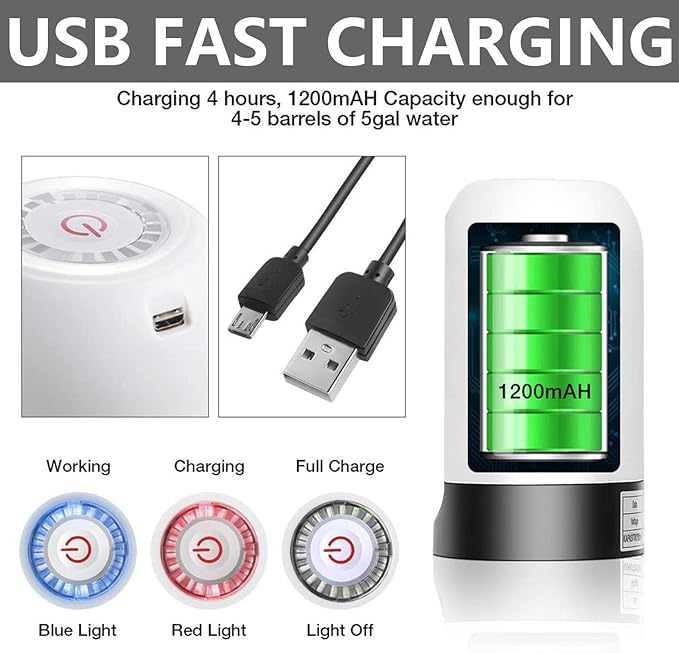 USB FAST CHARGING
Charging 4 hours, 1200mAH Capacity enough for
4-5 barrels of 5gal water
1200mAH
Working Charging Full Charge
Blue Light Red Light Light Off